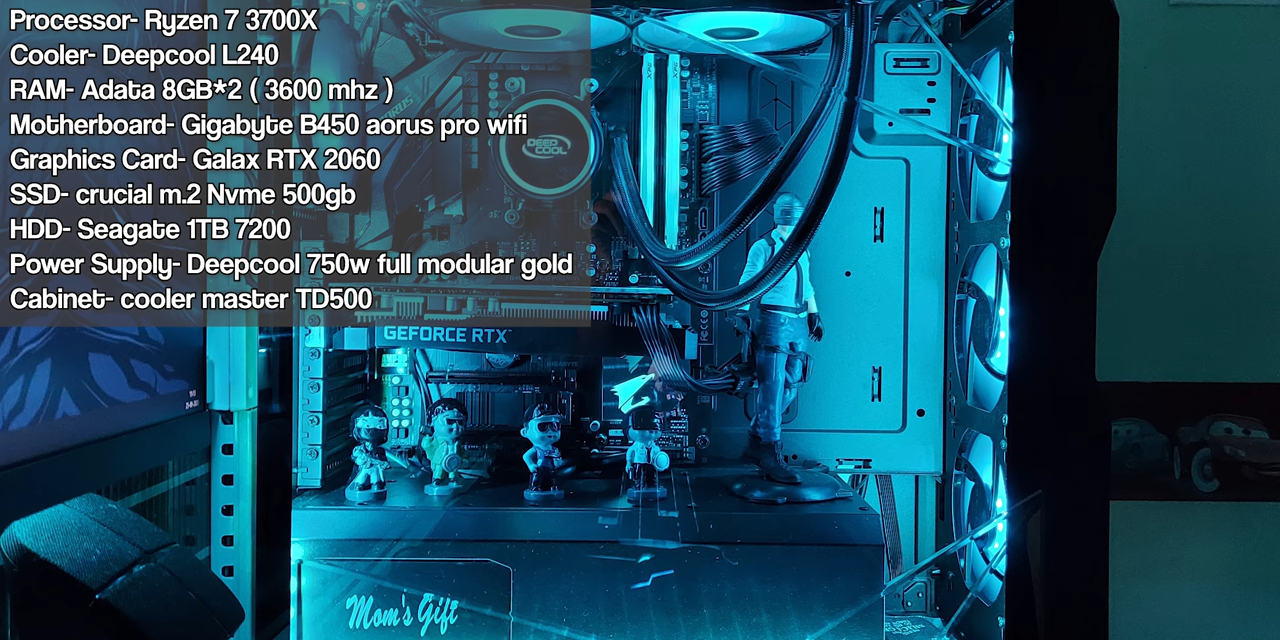 Processor- Ryzen 7 3700X
Cooler- Deepcool L240
RAM- Adata 8GB*2 ( 3600 mhz )
Motherboard- Gigabyte B450 aorus pro wifi
Graphics Card- Galax RTX 2060
SSD- crucial m.2 Nvme 500gb
HDD- Seagate 1TB 7200
Power Supply- Deepcool 750w full modular gold
Cabinet- cooler master TD500
DEEP
COOL
GEFORCE RTX
Mom's Gift